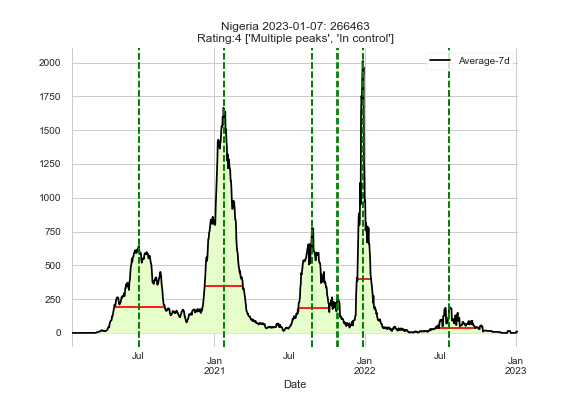 Nigeria 2023-01-07: 266463
Rating:4 ['Multiple peaks', 'In control']
Average-7d
2000
1750
1500
1250
1000
750
500
250
0
Jul
Jan
2021
Jul
Jan
2022
Jul
Jan
2023
Date